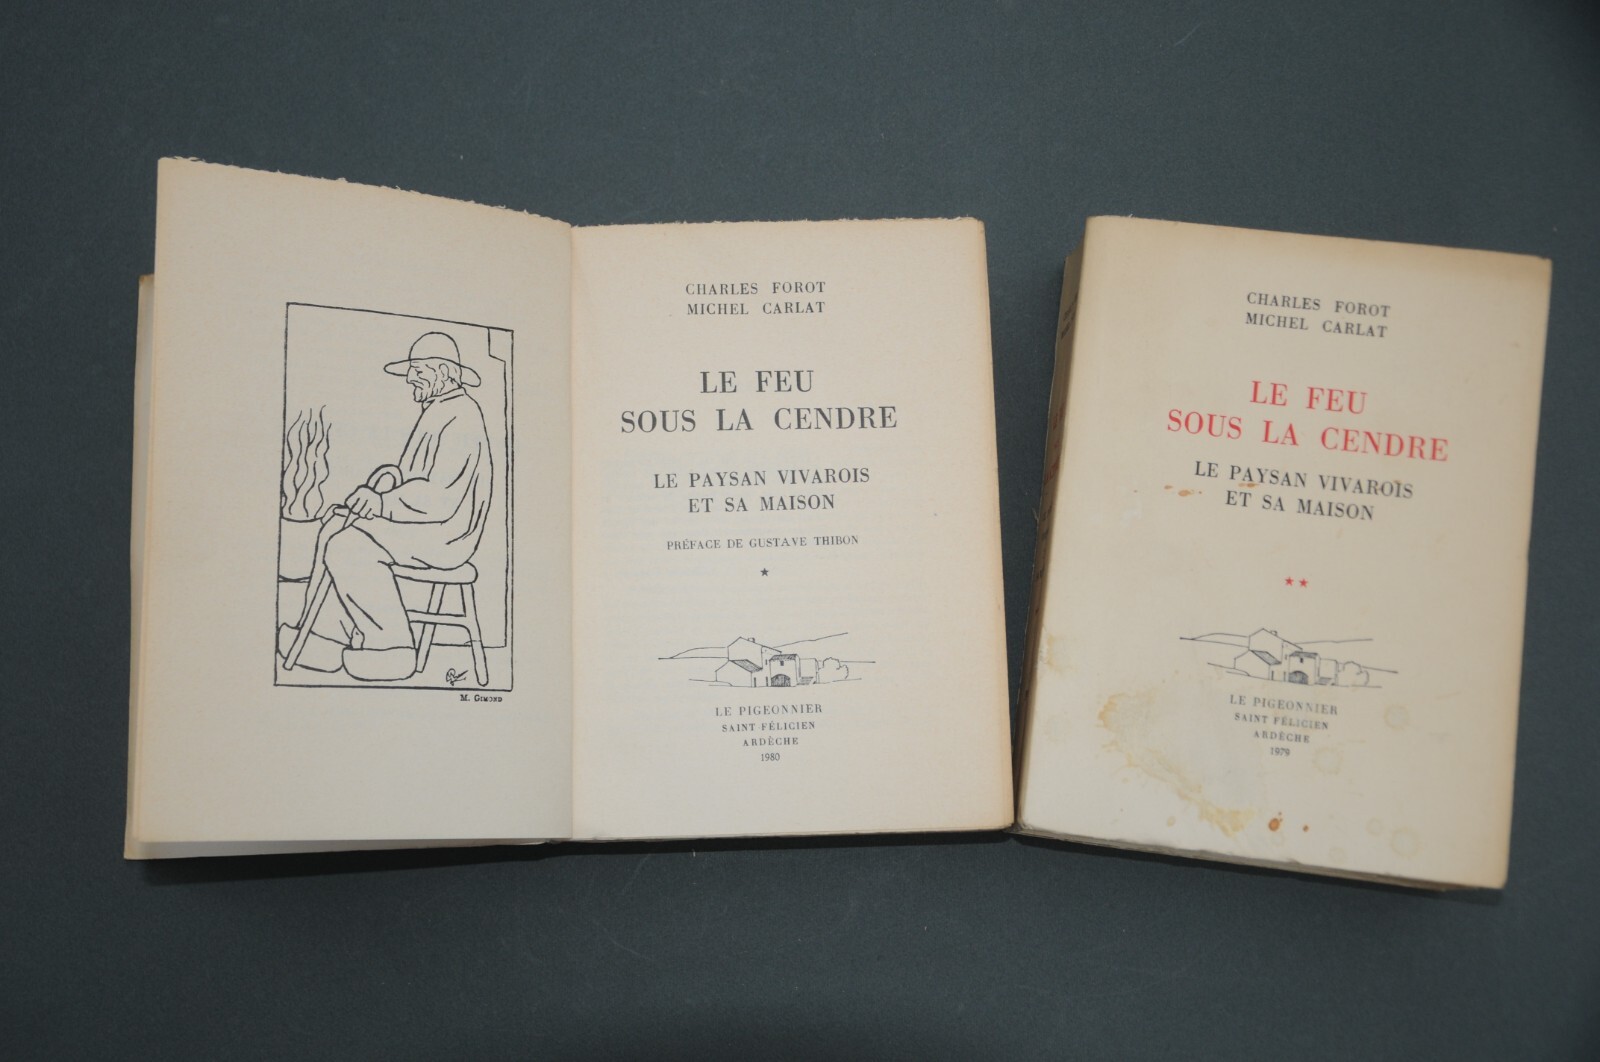 M. GIMOND
CHARLES FOROT
MICHEL CARLAT
LE FEU
SOUS LA CENDRE
LE PAYSAN VIVAROIS
ET SA MAISON
PRÉFACE DE GUSTAVE THIBON
★
LE PIGEONNIER
SAINT FÉLICIEN
ARDÈCHE
1980
CHARLES FOROT
MICHEL CARLAT
LE FEU
SOUS LA CENDRE
LE PAYSAN VIVAROIS
ET SA MAISON
★★
LE PIGEONNIER
SAINT FÉLICIEN
ARDÈCHE
1979